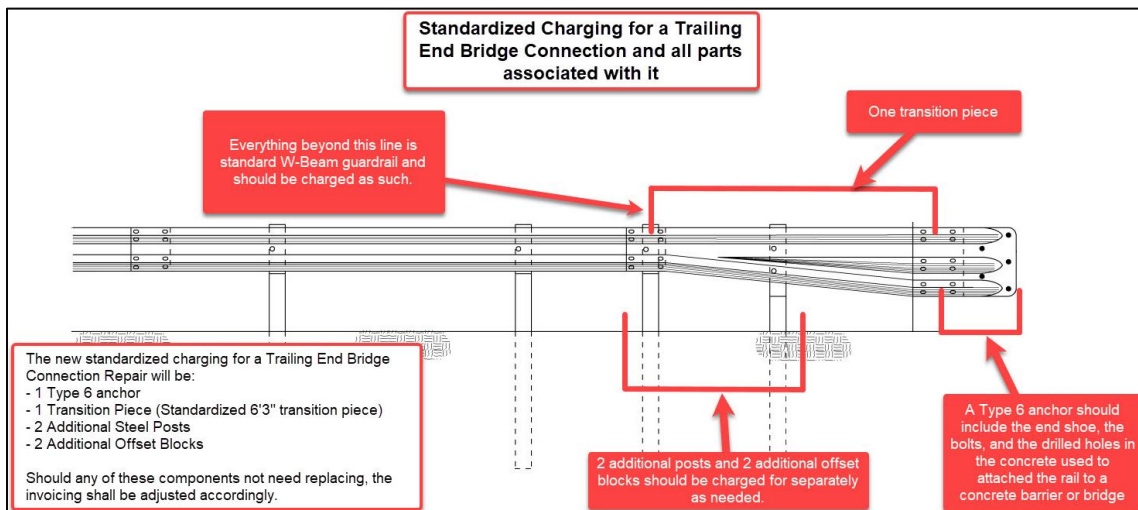 Standardized Charging for a Trailing
End Bridge Connection and all parts
associated with it
One transition piece
Everything beyond this line is
standard W-Beam guardrail and
should be charged as such.
The new standardized charging for a Trailing End Bridge
Connection Repair will be:
- 1 Type 6 anchor
- 1 Transition Piece (Standardized 6'3" transition piece)
- 2 Additional Steel Posts
- 2 Additional Offset Blocks
Should any of these components not need replacing, the
invoicing shall be adjusted accordingly.
2 additional posts and 2 additional offset
blocks should be charged for separately
as needed.
A Type 6 anchor should
include the end shoe, the
bolts, and the drilled holes in
the concrete used to
attached the rail to a
concrete barrier or bridge